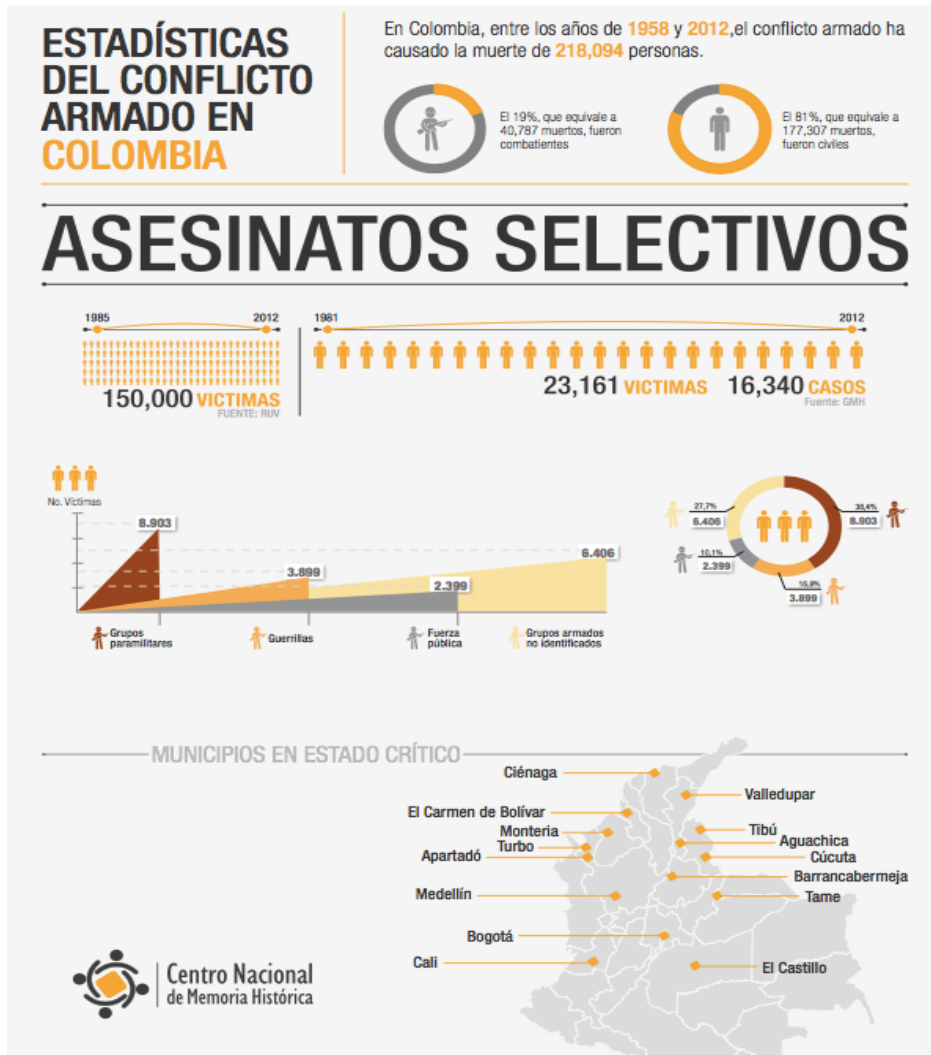 ESTADÍSTICAS
DEL CONFLICTO
ARMADO EN
COLOMBIA
En Colombia, entre los años de 1958 y 2012,el conflicto armado ha
causado la muerte de 218,094 personas.
El 19%, que equivale a
40,787 muertos, fueron
combatientes
El 81%, que equivale a
177,307 muertos,
fueron civiles
ASESINATOS SELECTIVOS
1985
2012
150,000 VICTIMAS
FUENTE: RUV
1981
2012
23,161 VICTIMAS
16,340 CASOS
Fuente: GMH
No. Víctimas
8.903
3.899
2.399
6.406
Grupos
paramilitares
Guerrillas
Fuerza
pública
Grupos armados
no identificados
27,7%
6.406
38,4%
8.903
10,1%
2.399
16,8%
3.899
MUNICIPIOS EN ESTADO CRÍTICO
Ciénaga
Valledupar
El Carmen de Bolívar
Monteria
Tibú
Turbo
Aguachica
Apartadó
Cúcuta
Barrancabermeja
Medellín
Tame
Bogotá
Cali
El Castillo
Centro Nacional
de Memoria Histórica